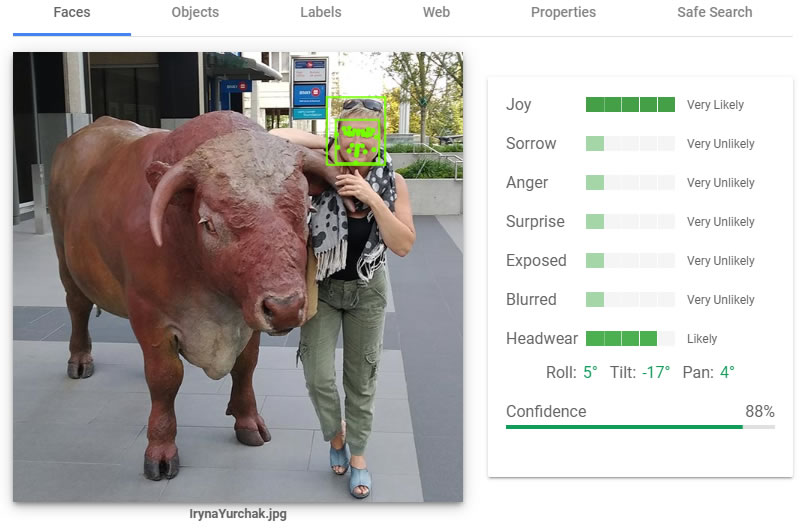 Faces Objects Labels Web Properties Safe Search
Joy Very Likely
Sorrow Very Unlikely
Anger Very Unlikely
Surprise Very Unlikely
Exposed Very Unlikely
Blurred Very Unlikely
Headwear Likely
Roll: 5° Tilt: -17° Pan: 4°
Confidence 88%
IrynaYurchak.jpg